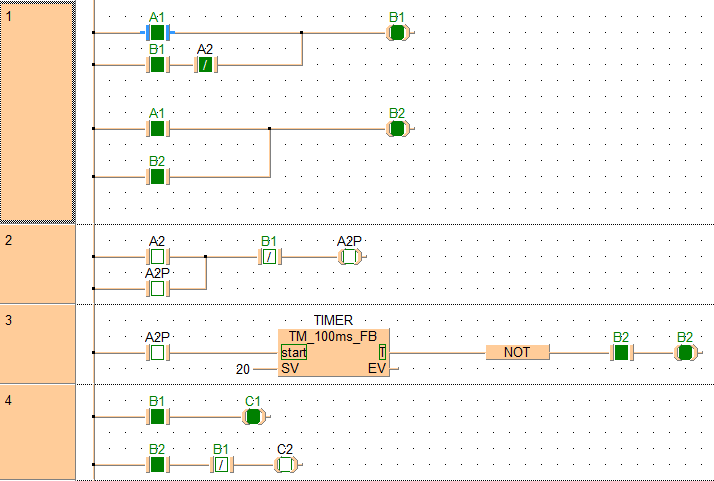 1
A1 B1
B1 A2
/
A1 B2
B2
2
A2 B1 A2P
/
A2P
3
TIMER
A2P TM_100ms_FB B2 B2
start T NOT
20 SV EV
4
B1 C1
B2 B1 C2
/